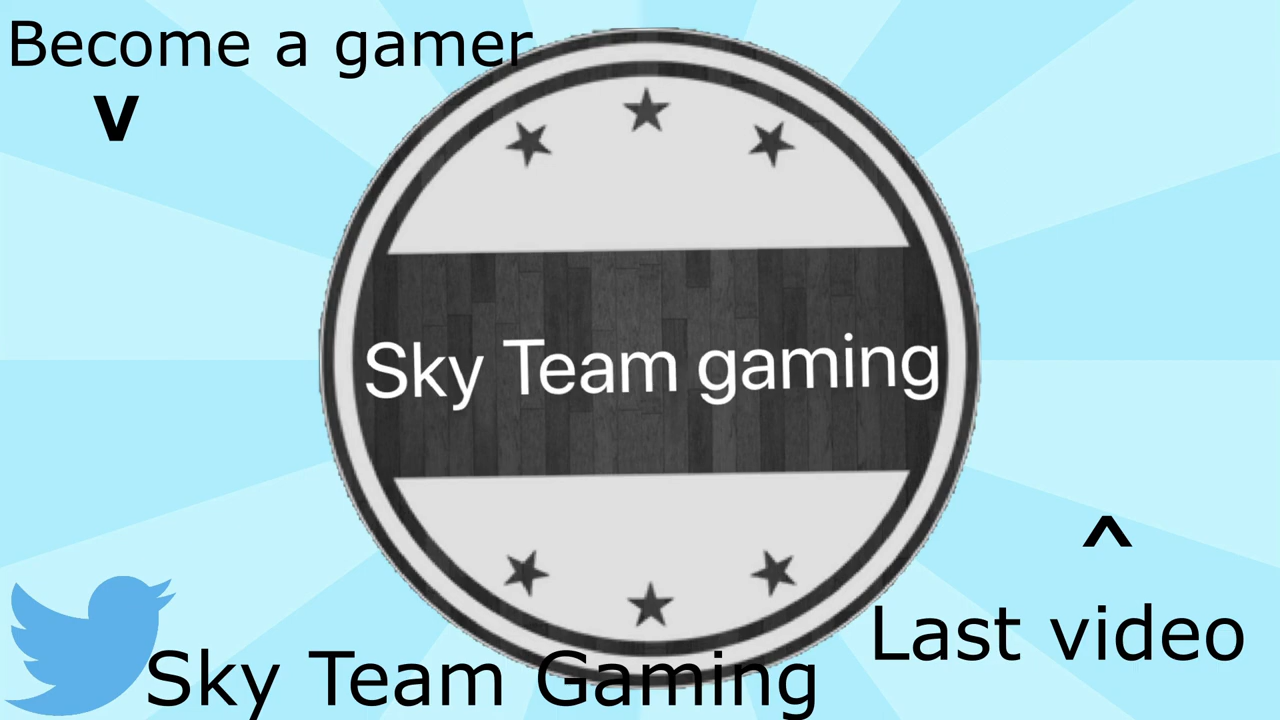 Become a gamer
v
Sky Team gaming
^
Last video
Sky Team Gaming